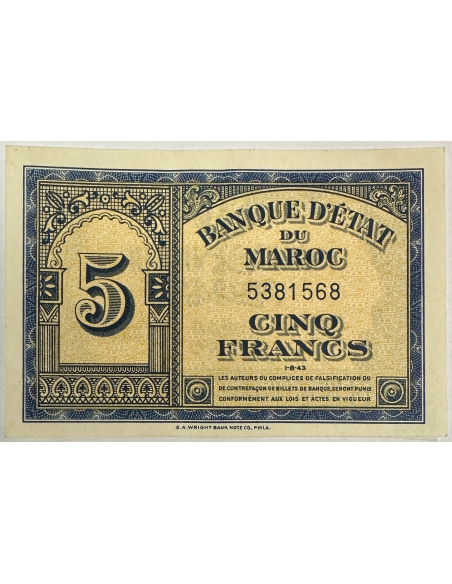 5
BANQUE D'ÉTAT
DU
MAROC
5381568
CINQ
FRANCS
1-8-43
LES AUTEURS OU COMPLICES DE FALSIFICATION OU
DE CONTREFAÇON DE BILLETS DE BANQUE, SERONT PUNIS
CONFORMÉMENT AUX LOIS ET ACTES EN VIGUEUR
E.A. WRIGHT BANK NOTE CO., PHILA.